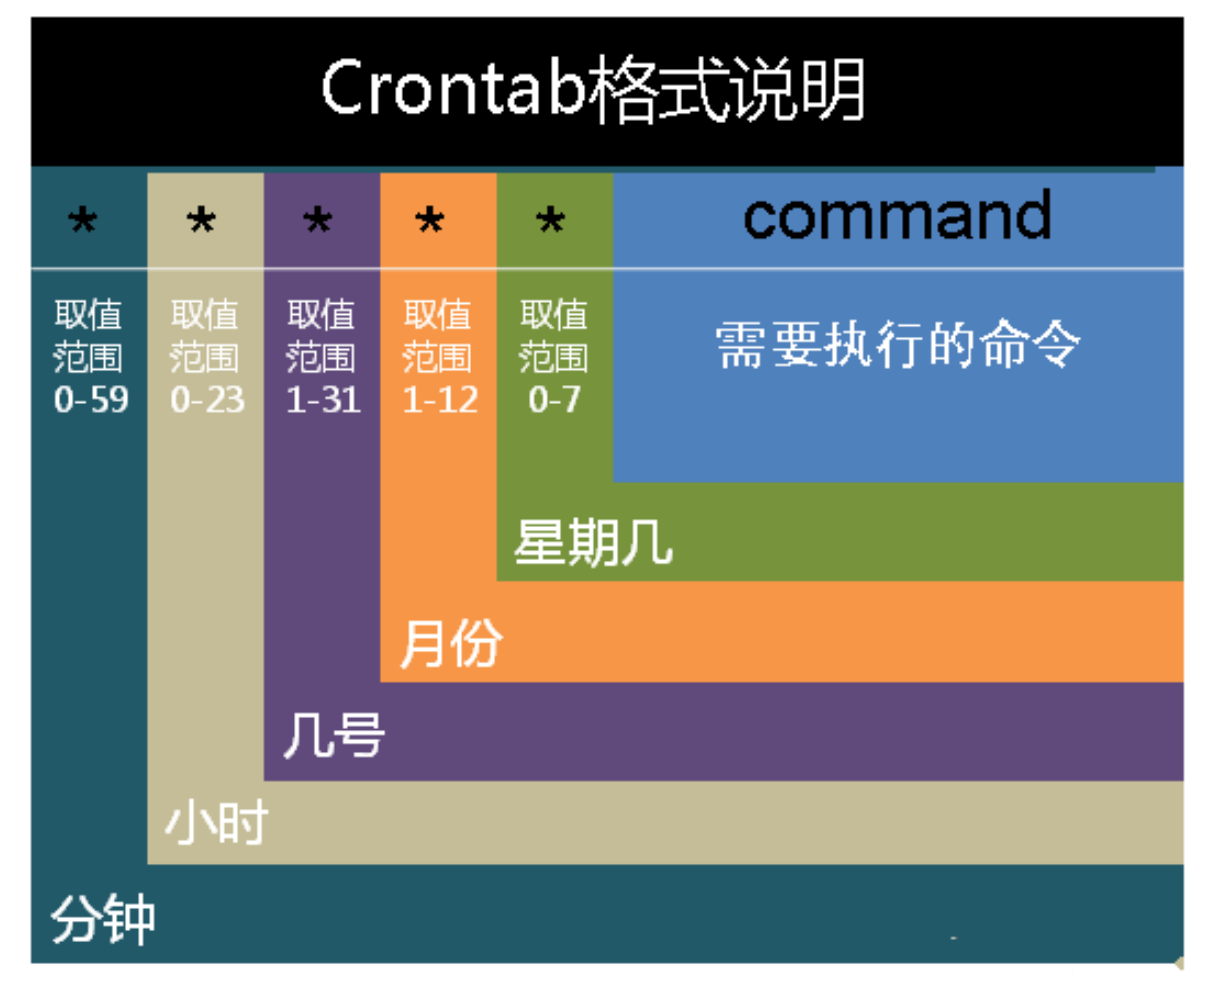 Crontab格式说明
* * * * * command
取值 取值 取值 取值 取值 需要执行的命令
范围 范围 范围 范围 范围
0-59 0-23 1-31 1-12 0-7
星期几
月份
几号
小时
分钟